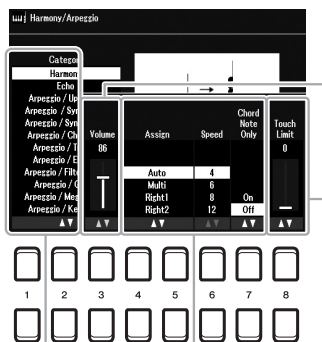 Harmony/Arpeggio
Categor
Harmon
Echo
Arpeggio / Up
Arpeggio / Syn
Arpeggio / Syn
Arpeggio / Ch
Arpeggio / T
Arpeggio / E
Arpeggio / Filte
Arpeggio / G
Arpeggio / Meg
Arpeggio / Ke
Volume
86
Assign
Auto
Multi
Right1
Right2
Speed
4
6
8
12
Chord
Note
Only
On
Off
Touch
Limit
0
1 2 3 4 5 6 7 8